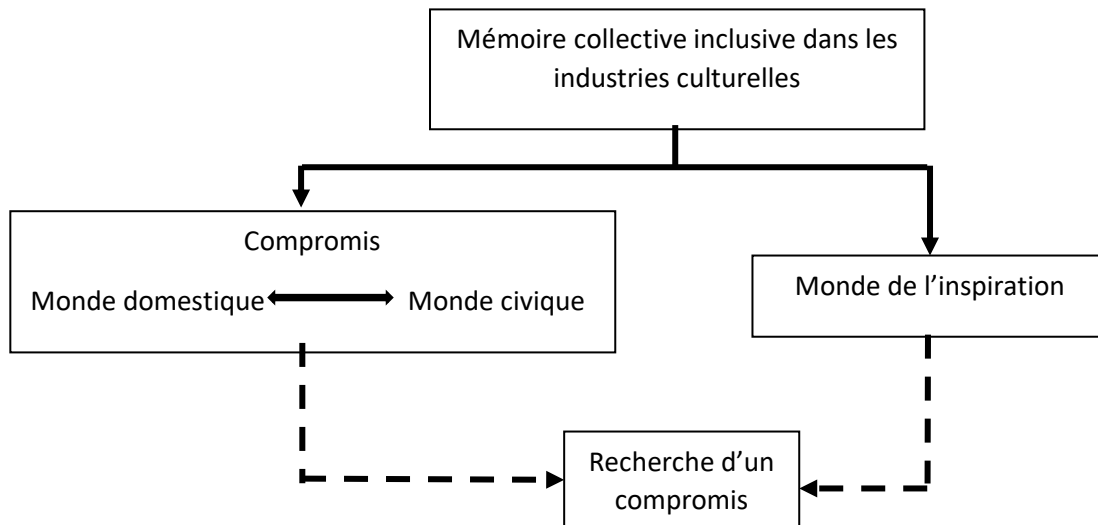 Mémoire collective inclusive dans les
industries culturelles
Compromis
Monde domestique
Monde civique
Monde de l’inspiration
Recherche d’un
compromis